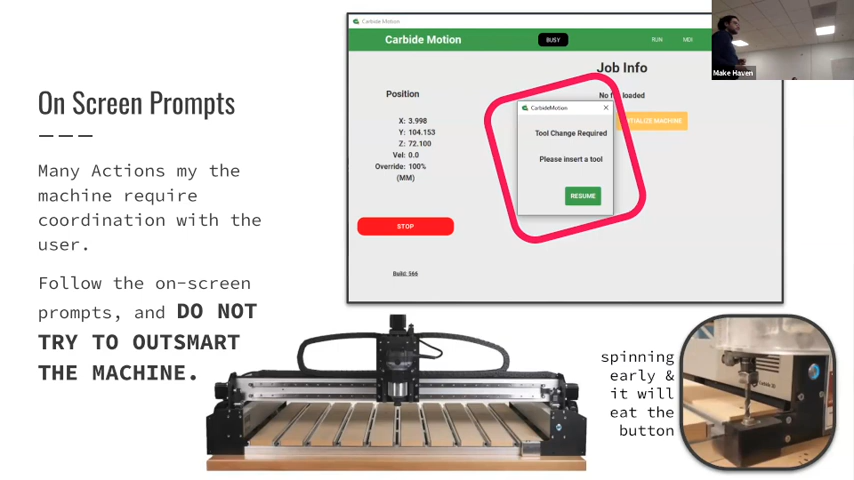 Carbide Motion
Carbide Motion
BUSY
RUN
MDI
Make Haven
Job Info
Position
No
loaded
CarbideMotion
X: 3.998
Y: 104.153
Z: 72.100
Vel: 0.0
Override: 100%
(MM)
TIALIZE MACHINE
Tool Change Required
Please insert a tool
RESUME
STOP
Build: 566
On Screen Prompts
Many Actions my the
machine require
coordination with the
user.
Follow the on-screen
prompts, and DO NOT
TRY TO OUTSMART
THE MACHINE.
spinning
early &
it will
eat the
button